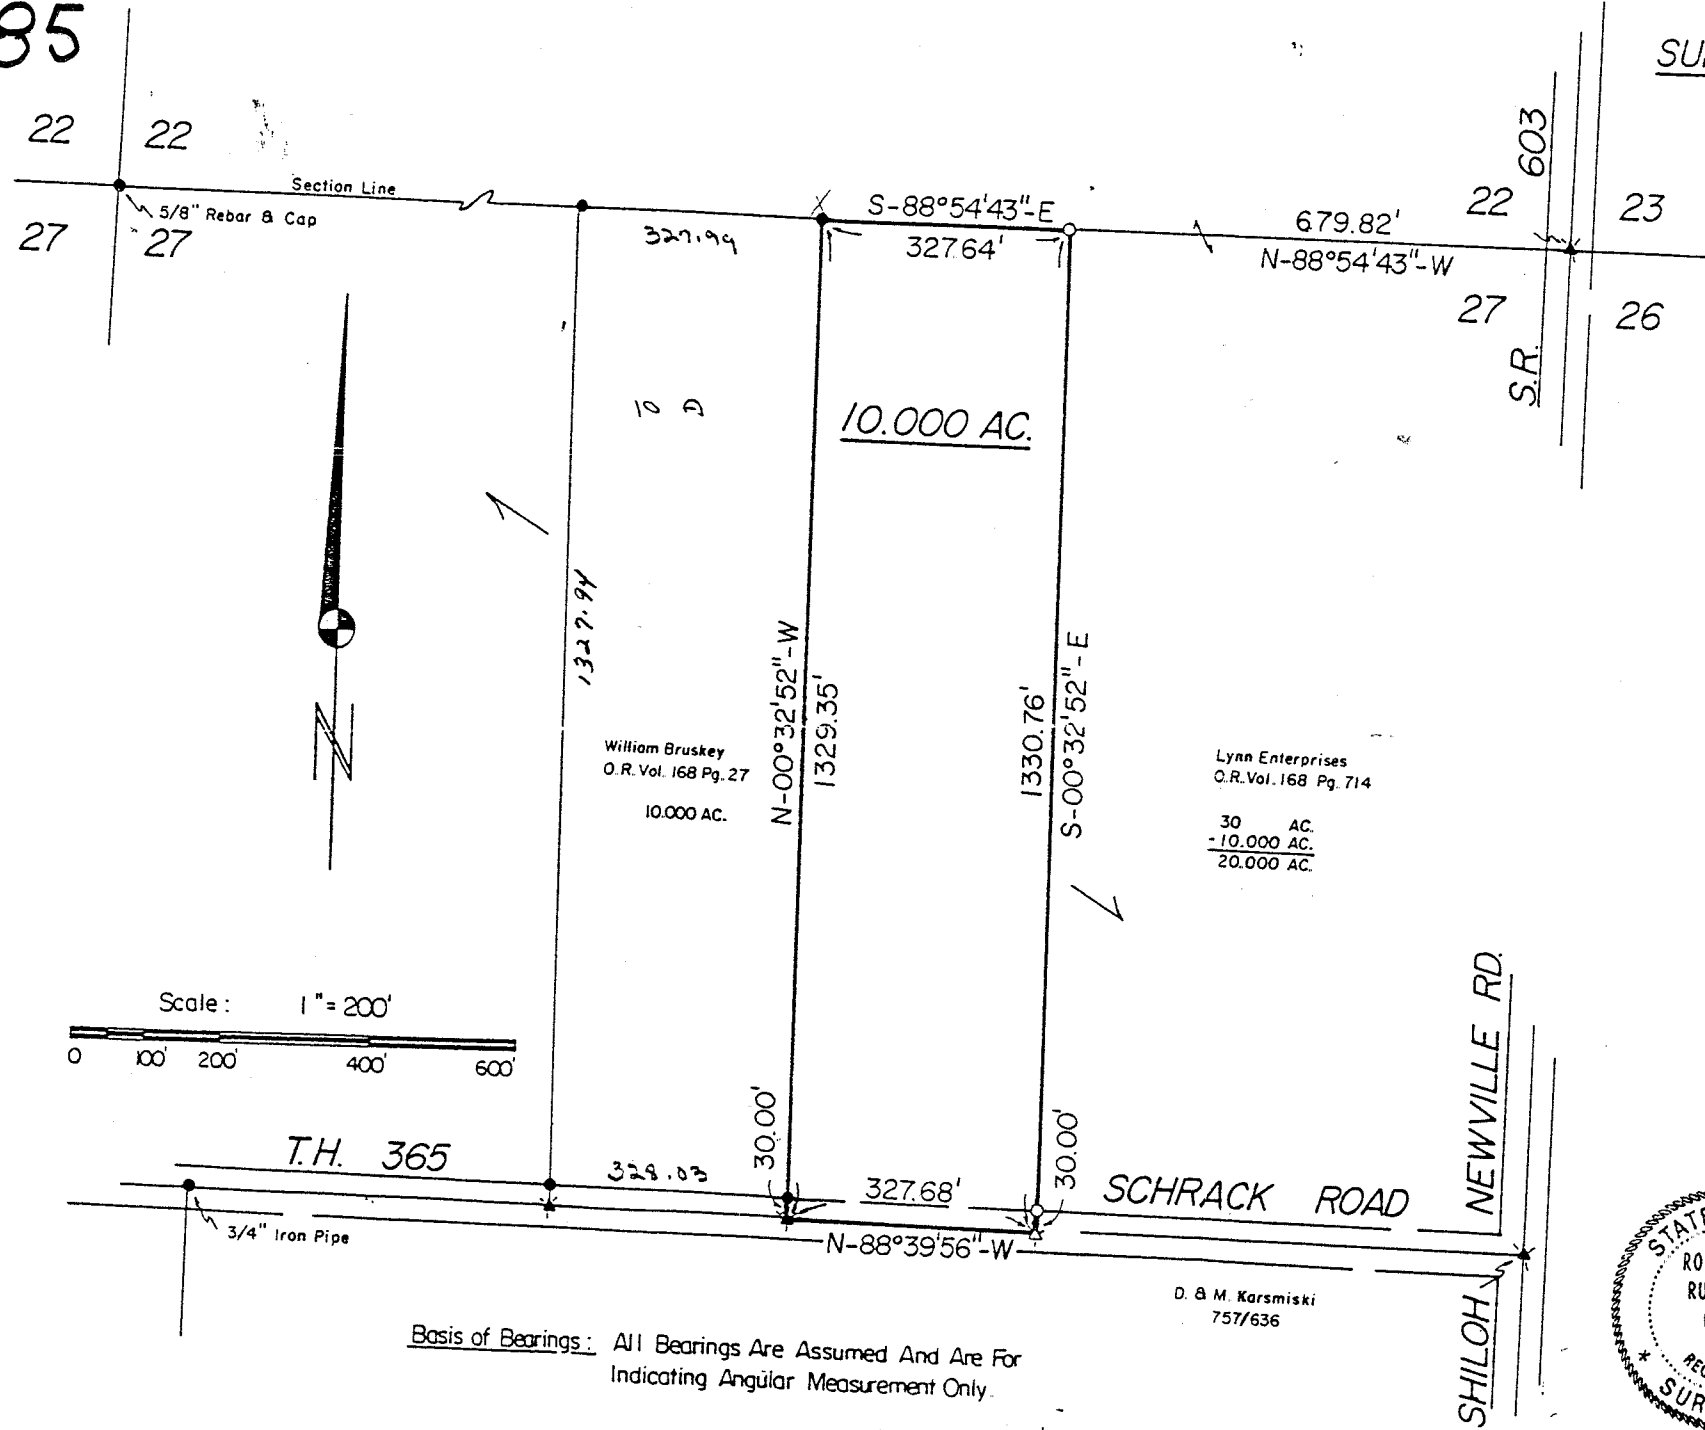 85
22 22
27 27
Section Line
5/8" Rebar & Cap
327.99
S-88°54'43"-E
327.64'
679.82'
N-88°54'43"-W
22 23
27 26
S.R. 603
10 A
10.000 AC.
1327.94
N-00°32'52"-W
1329.35'
1330.76'
S-00°32'52"-E
N
William Bruskey
O.R. Vol. 168 Pg. 27
10.000 AC.
Lynn Enterprises
O.R. Vol. 168 Pg. 714
30 AC.
-10.000 AC.
20.000 AC.
Scale: 1"=200'
0 100' 200' 400' 600'
30.00'
30.00'
T.H. 365
328.03
327.68'
SCHRACK ROAD
3/4" Iron Pipe
N-88°39'56"-W
SHILOH NEWVILLE RD.
D. & M. Karsmiski
757/636
Basis of Bearings: All Bearings Are Assumed And Are For
Indicating Angular Measurement Only.